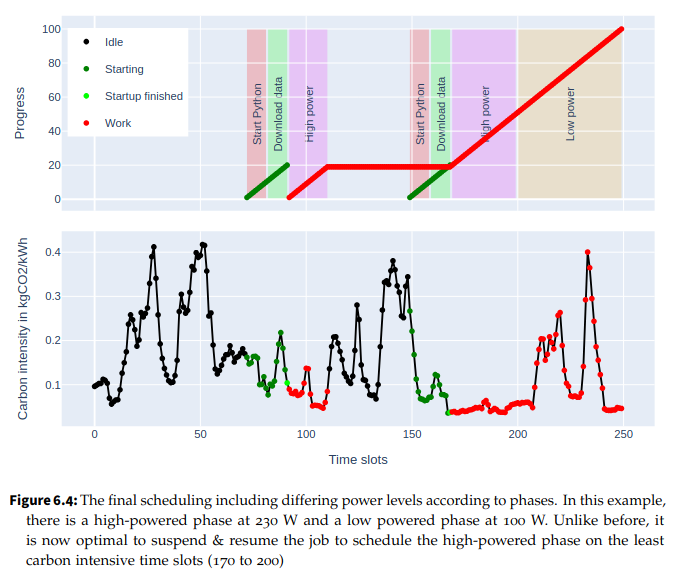 100
80
60
40
20
0
Progress
Idle
Starting
Startup finished
Work
Start Python
Download data
High power
Start Python
Download data
High power
Low power
0.4
0.3
0.2
0.1
Carbon intensity in kgCO2/kWh
0
50
100
150
200
250
Time slots
Figure 6.4: The final scheduling including differing power levels according to phases. In this example,
there is a high-powered phase at 230 W and a low powered phase at 100 W. Unlike before, it
is now optimal to suspend & resume the job to schedule the high-powered phase on the least
carbon intensive time slots (170 to 200)